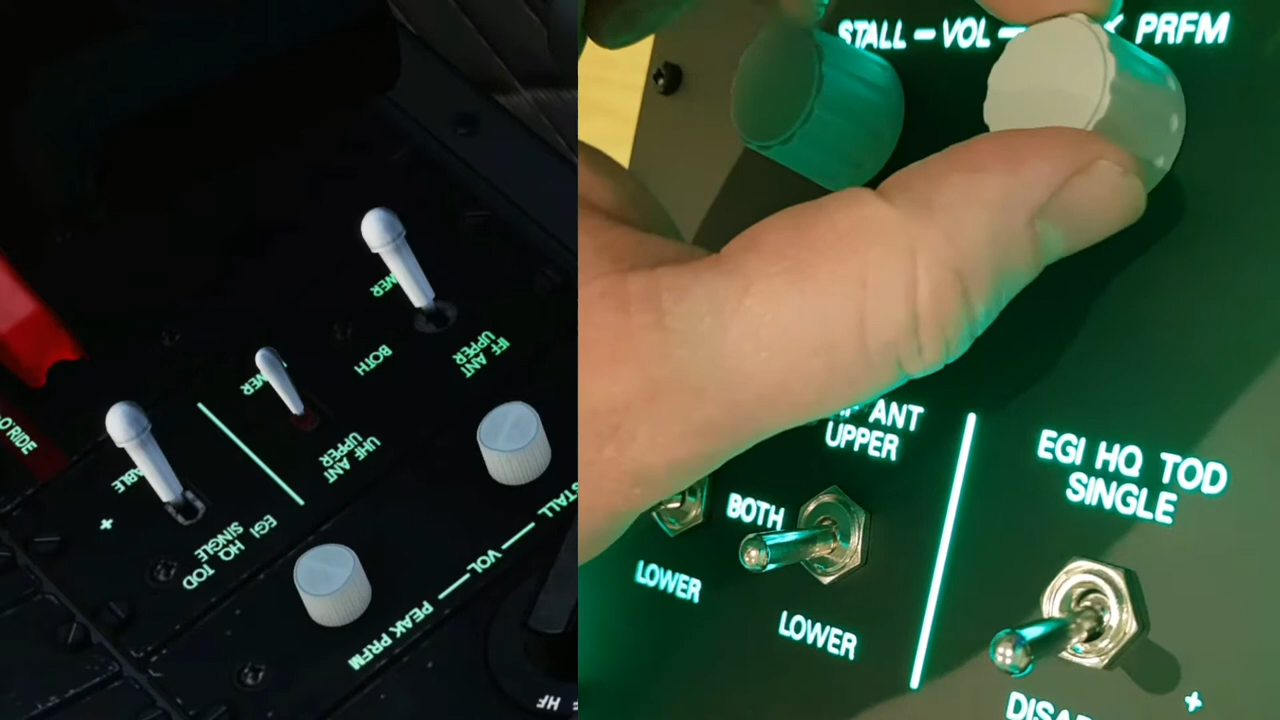 IFF ANT
UPPER
BOTH
UHF ANT
UPPER
EGI HQ TOD
SINGLE
+
STALL — VOL — PEAK PRFM
HF
STALL — VOL — PRFM
ANT
UPPER
BOTH
LOWER
LOWER
EGI HQ TOD
SINGLE
+